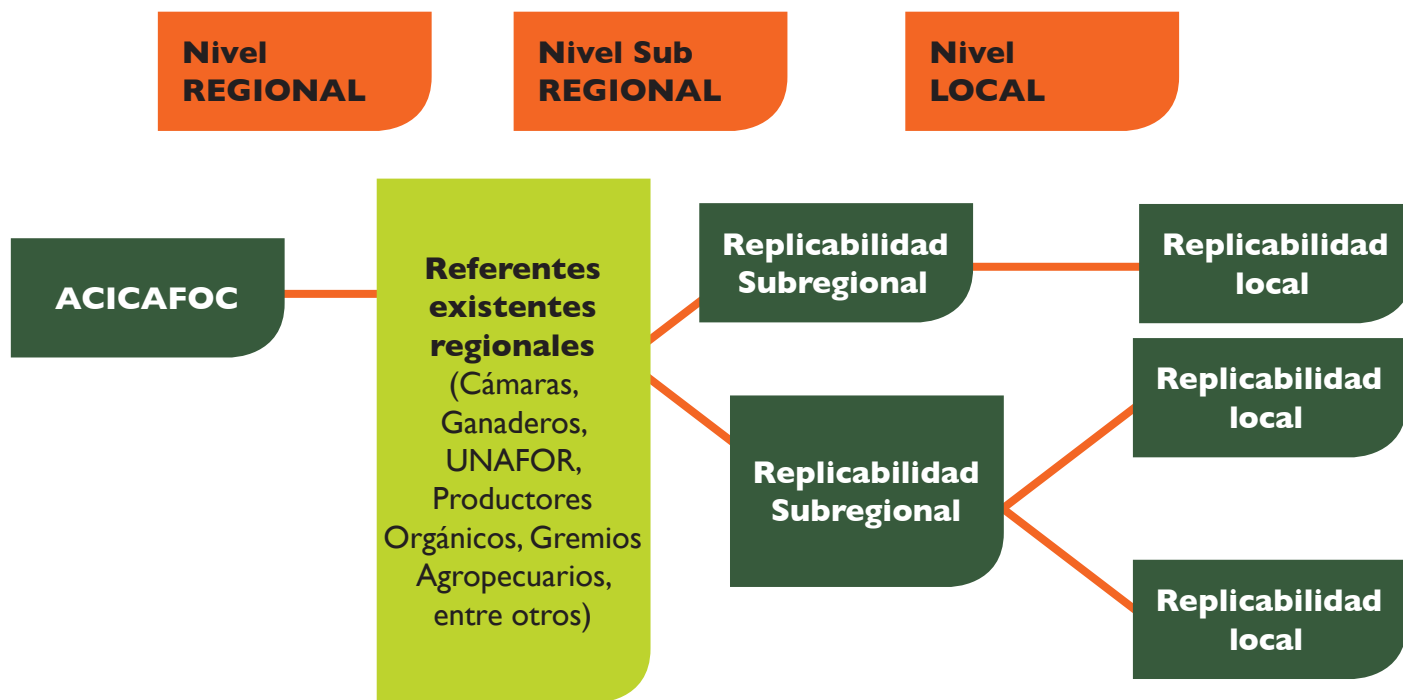 Nivel
REGIONAL
Nivel Sub
REGIONAL
Nivel
LOCAL
ACICAFOC
Referentes
existentes
regionales
(Cámaras,
Ganaderos,
UNAFOR,
Productores
Orgánicos, Gremios
Agropecuarios,
entre otros)
Replicabilidad
Subregional
Replicabilidad
local
Replicabilidad
Subregional
Replicabilidad
local
Replicabilidad
local